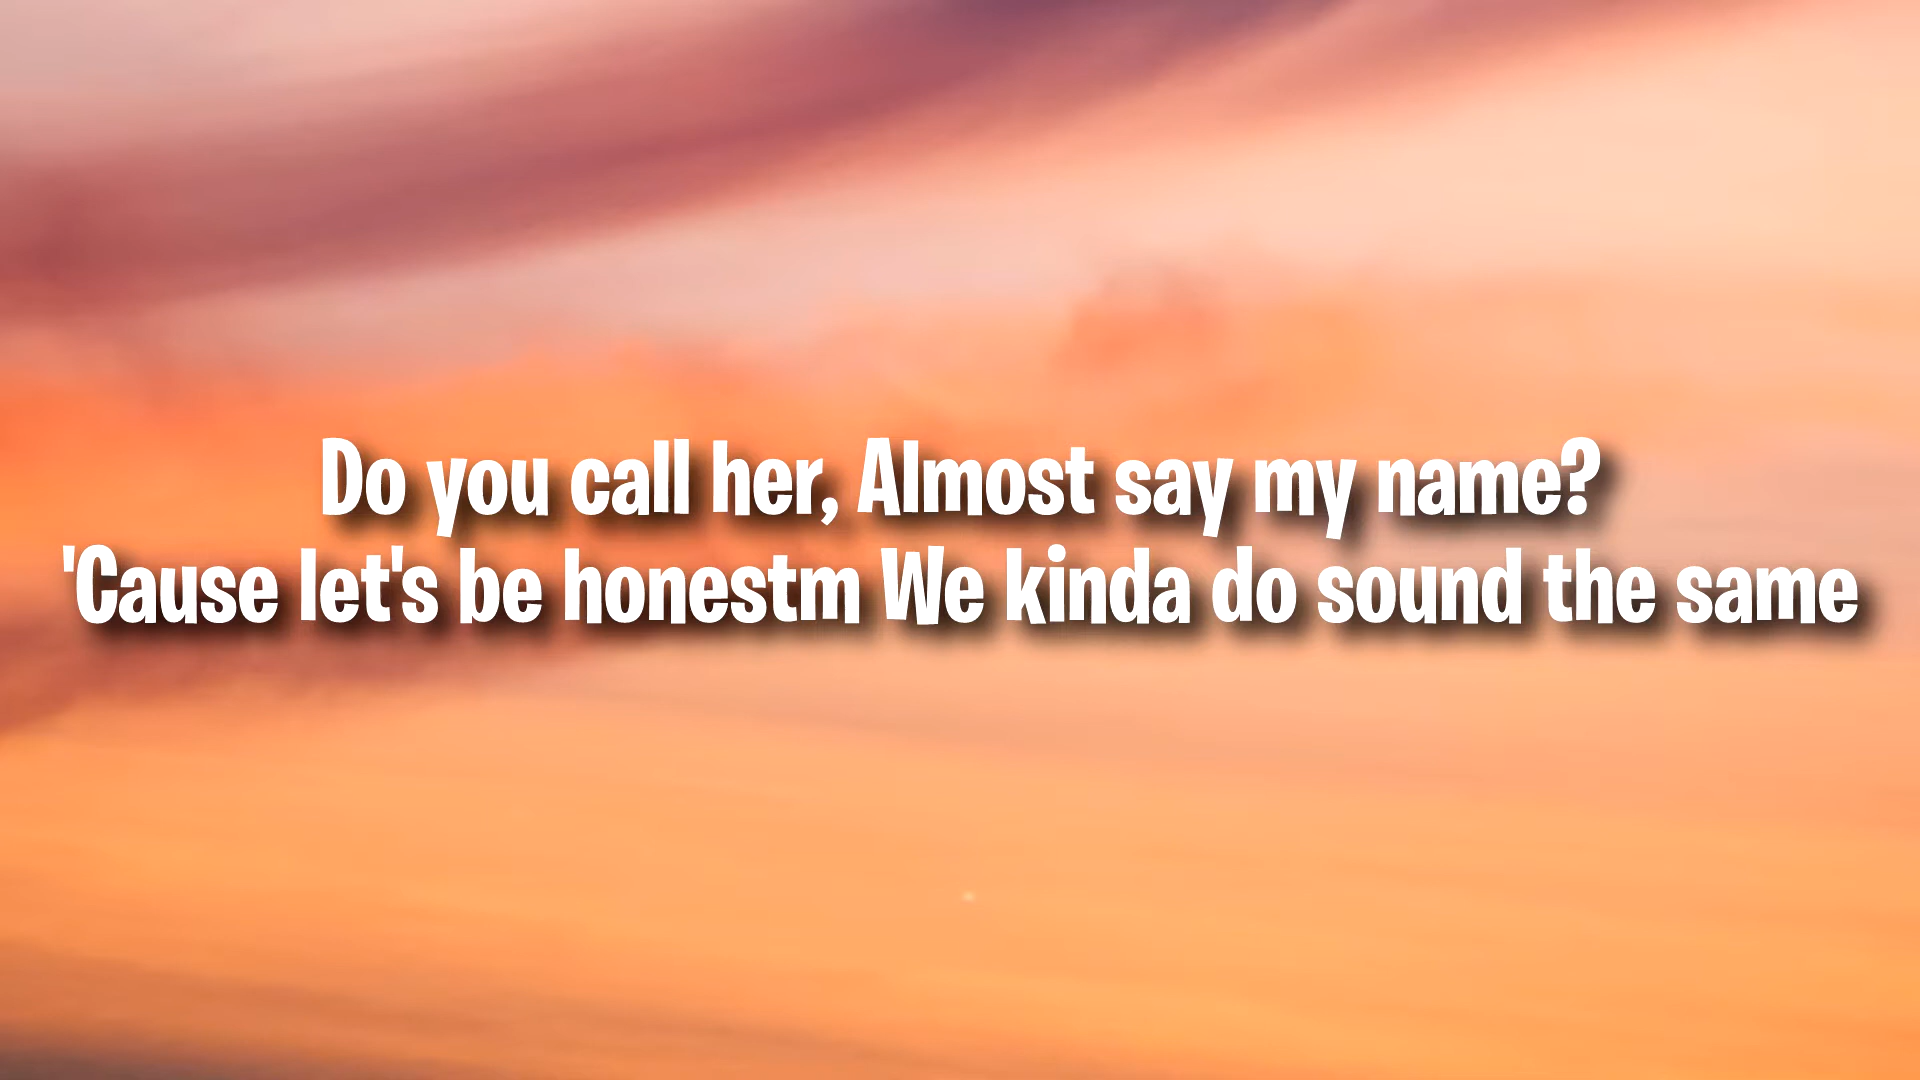 Do you call her, Almost say my name?
'Cause let's be honestm We kinda do sound the same